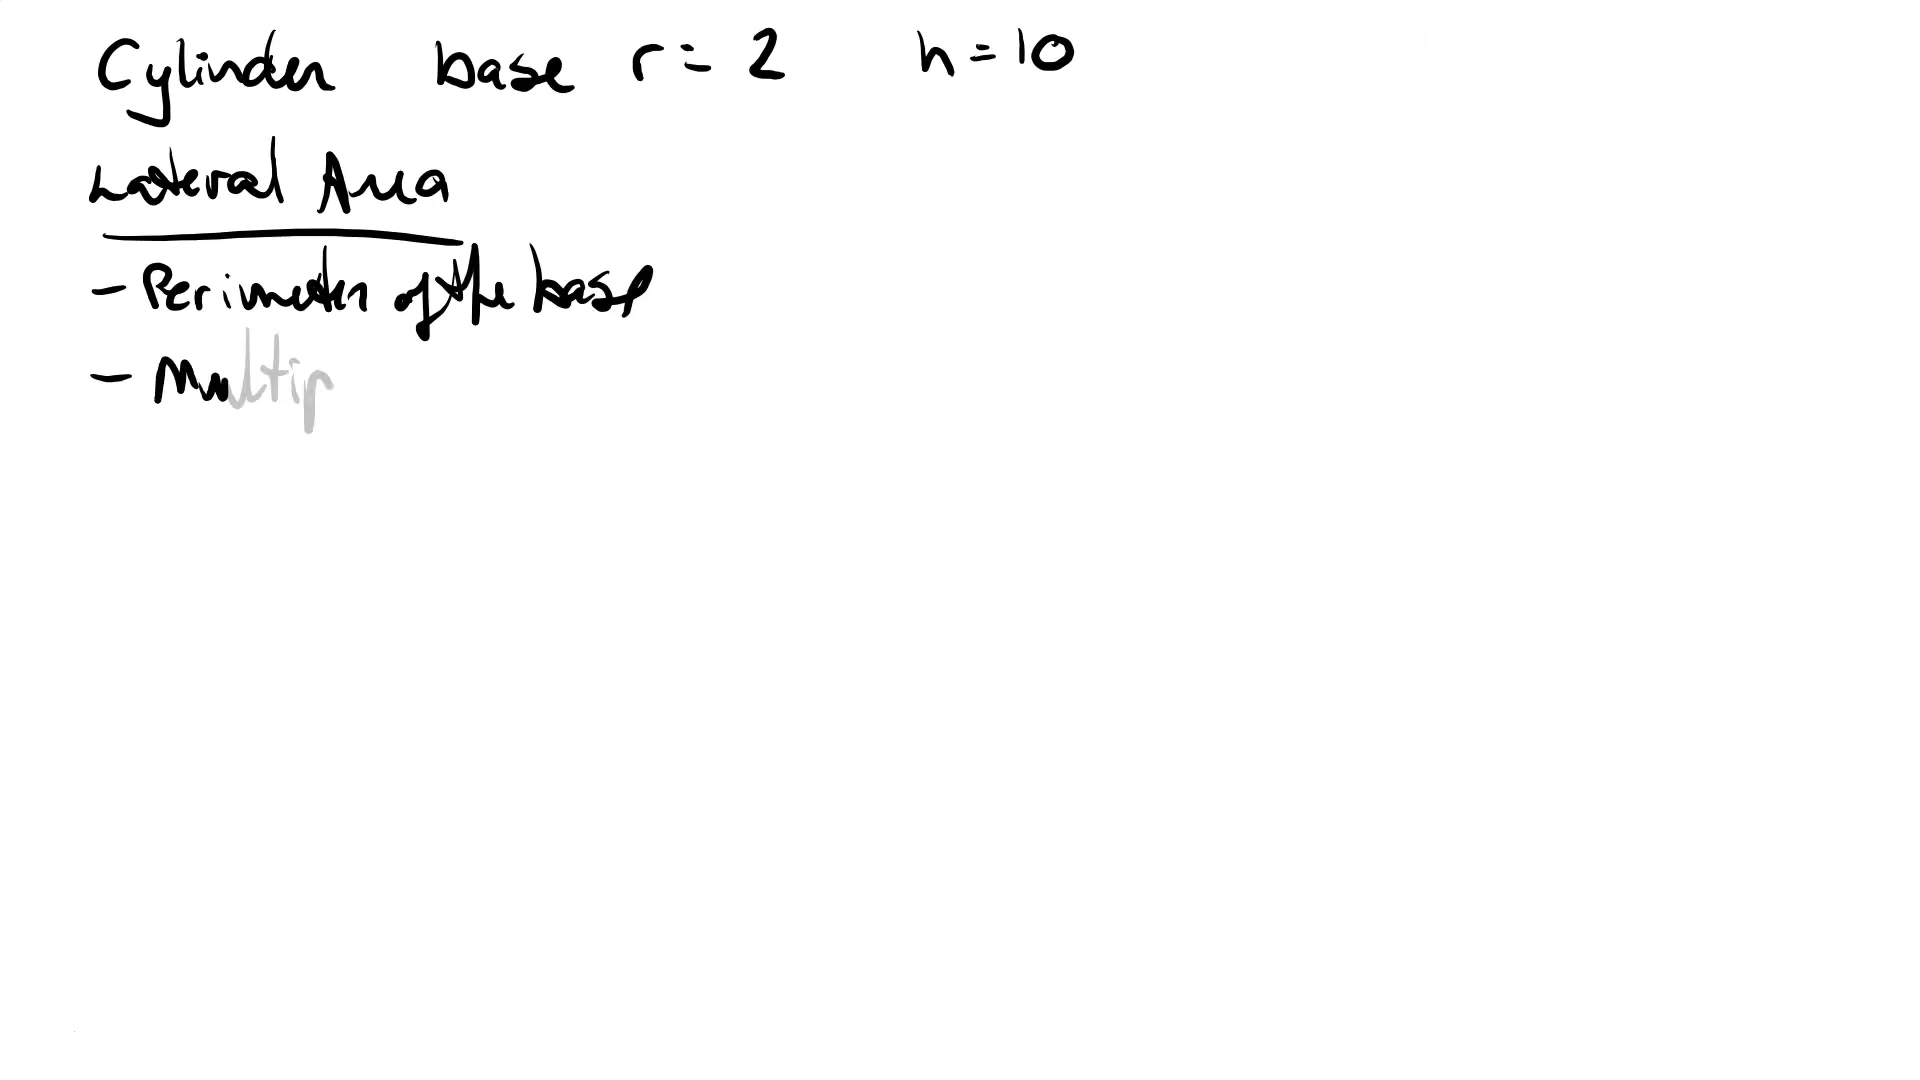 Cylinder base r = 2 h = 10
Lateral Area
- Perimeter of the base
- Multip